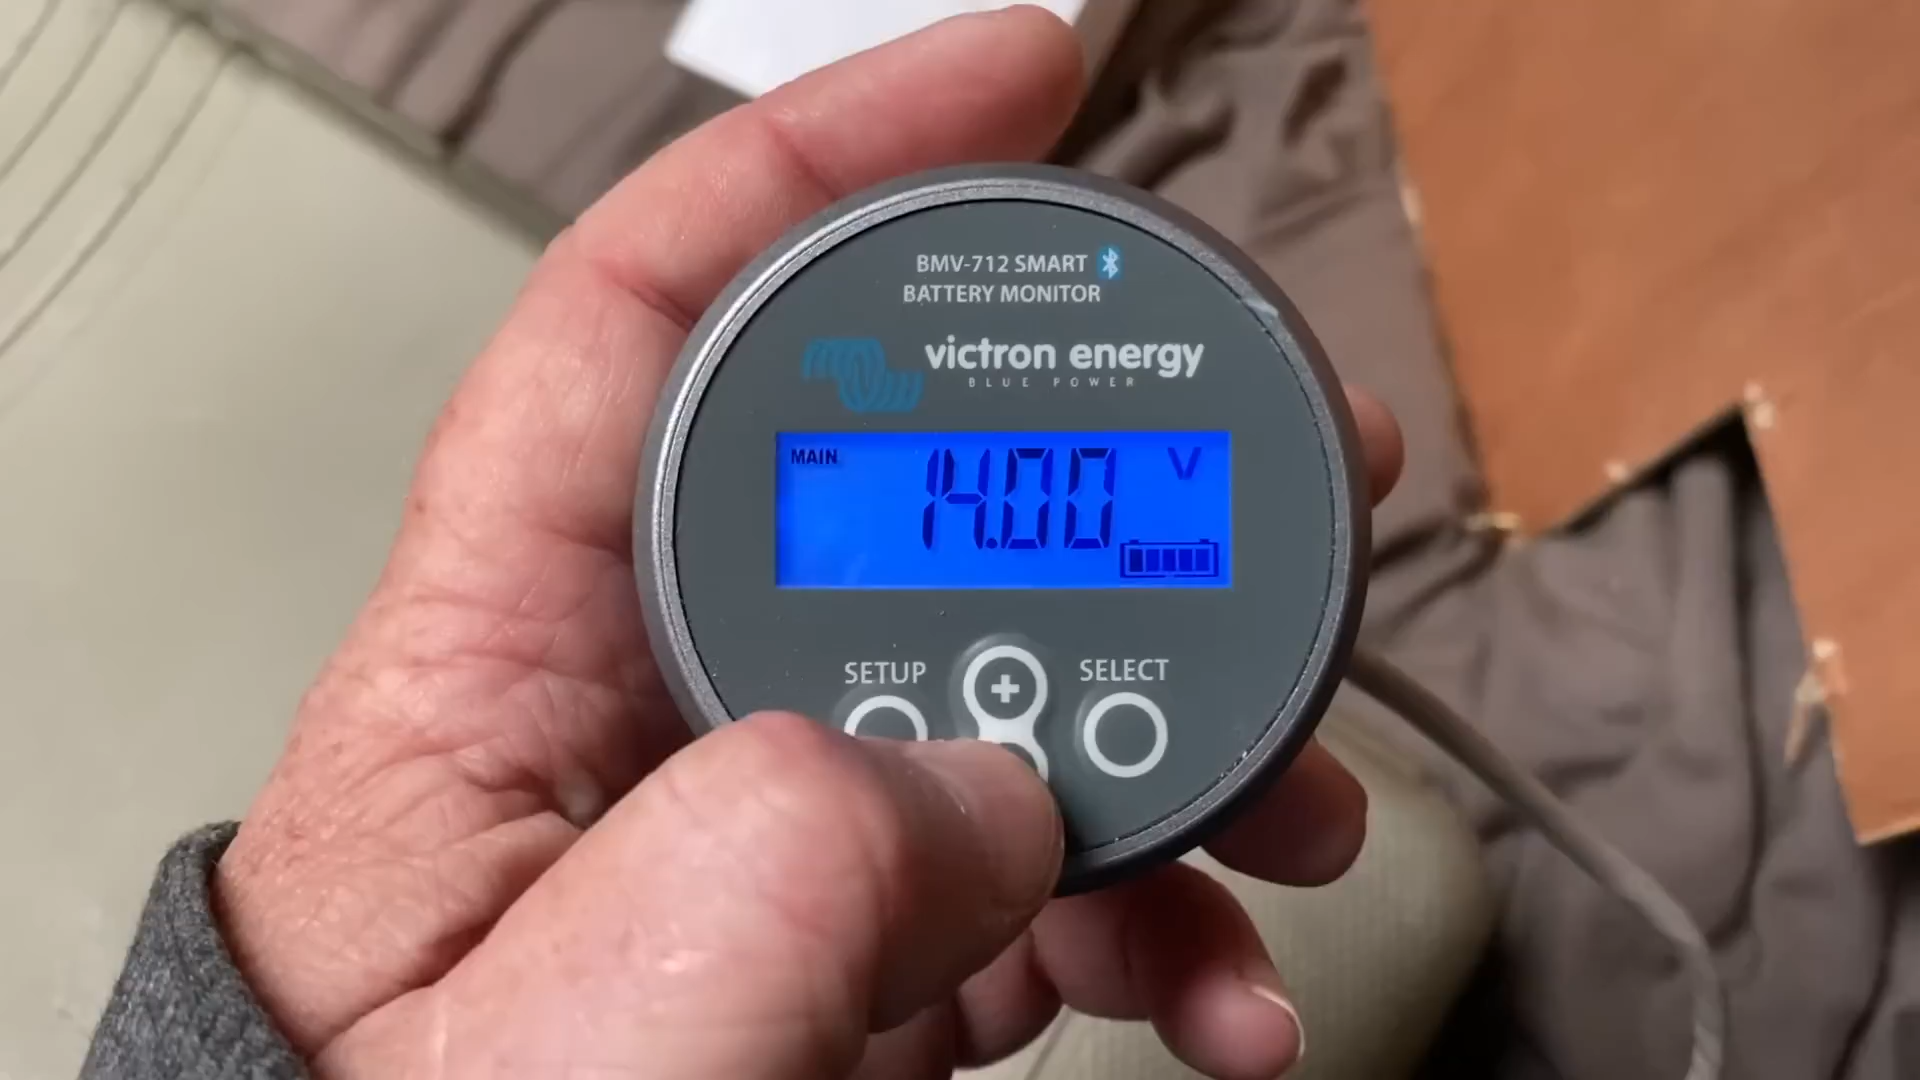 BMV-712 SMART
BATTERY MONITOR
victron energy
BLUE POWER
MAIN 14.00 V
SETUP + SELECT